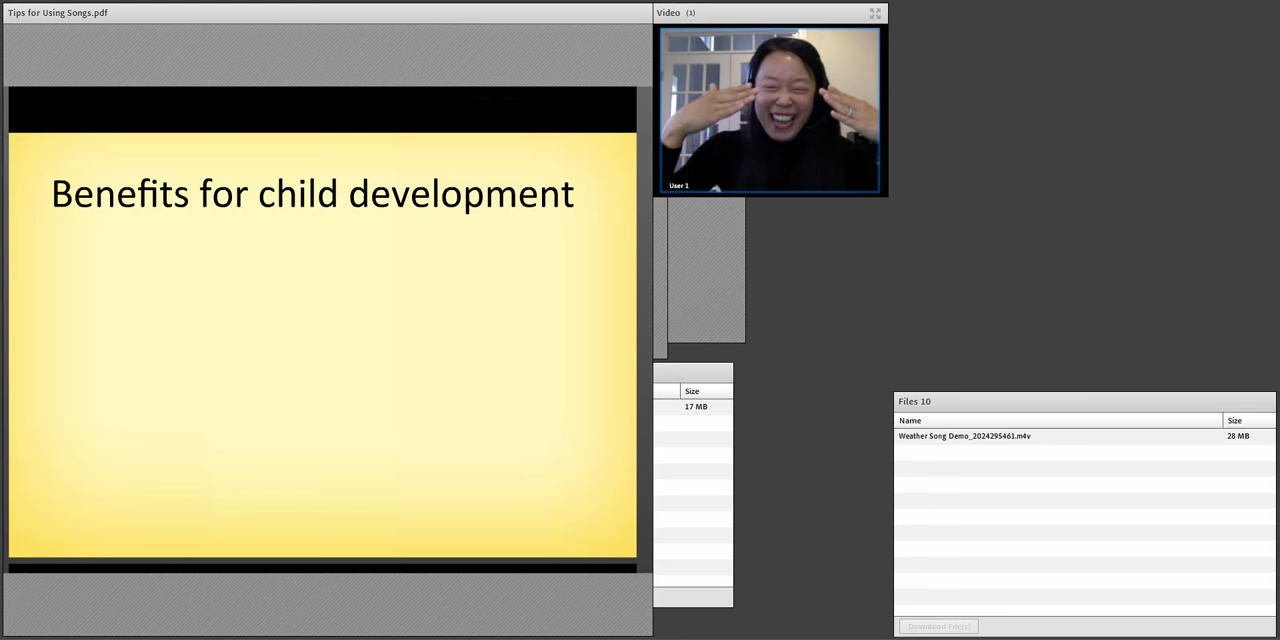 Tips for Using Songs.pdf
Benefits for child development
Video (1)
User 1
Size
17 MB
Files 10
Name Size
Weather Song Demo_2024295461.m4v 28 MB
Download File(s)